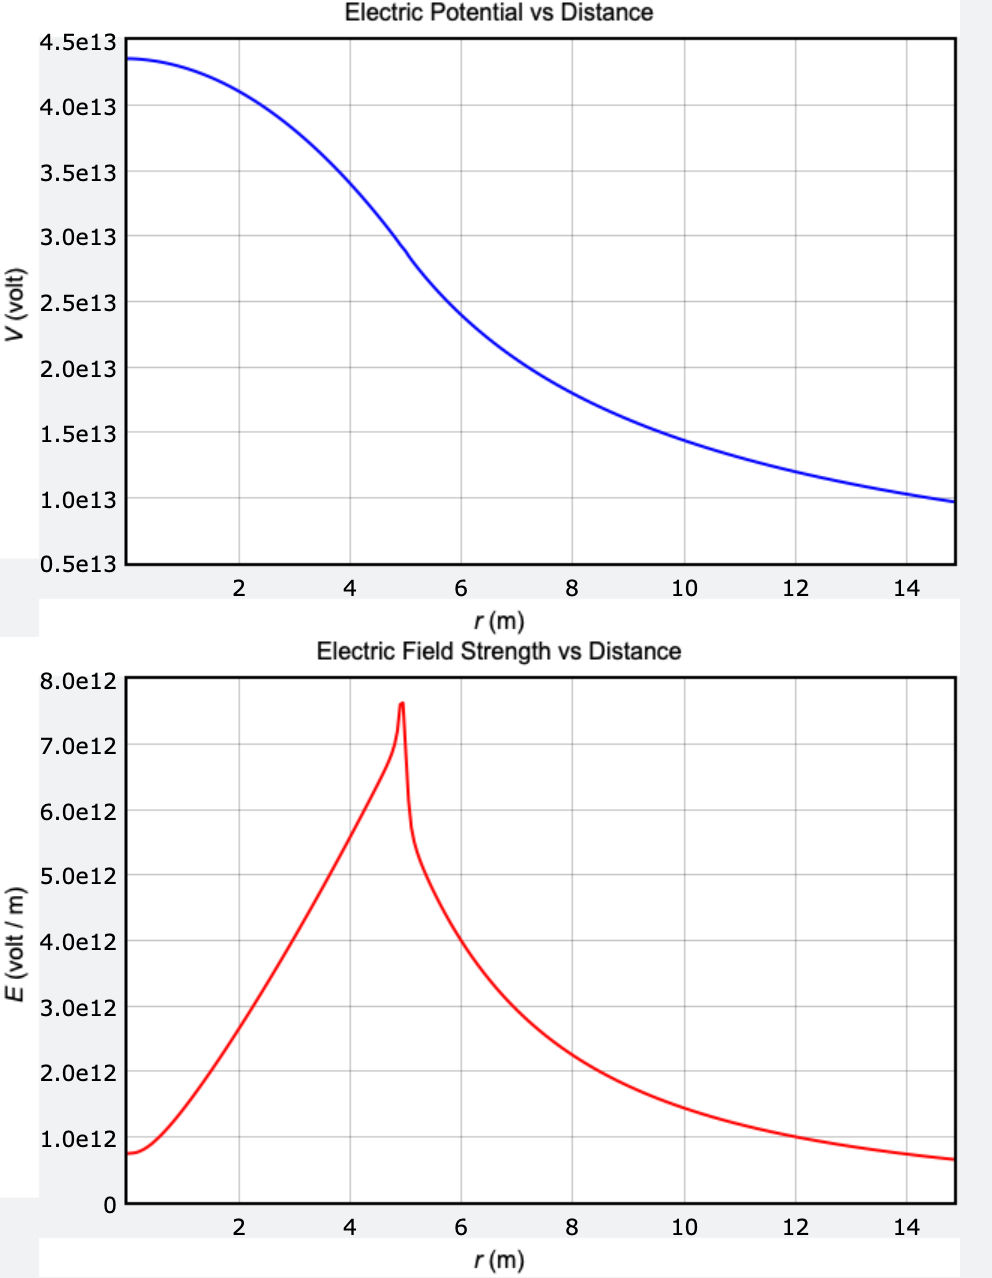 Electric Potential vs Distance
4.5e13
4.0e13
3.5e13
3.0e13
2.5e13
2.0e13
1.5e13
1.0e13
0.5e13
V (volt)
2 4 6 8 10 12 14
r (m)
Electric Field Strength vs Distance
8.0e12
7.0e12
6.0e12
5.0e12
4.0e12
3.0e12
2.0e12
1.0e12
0
E (volt / m)
2 4 6 8 10 12 14
r (m)